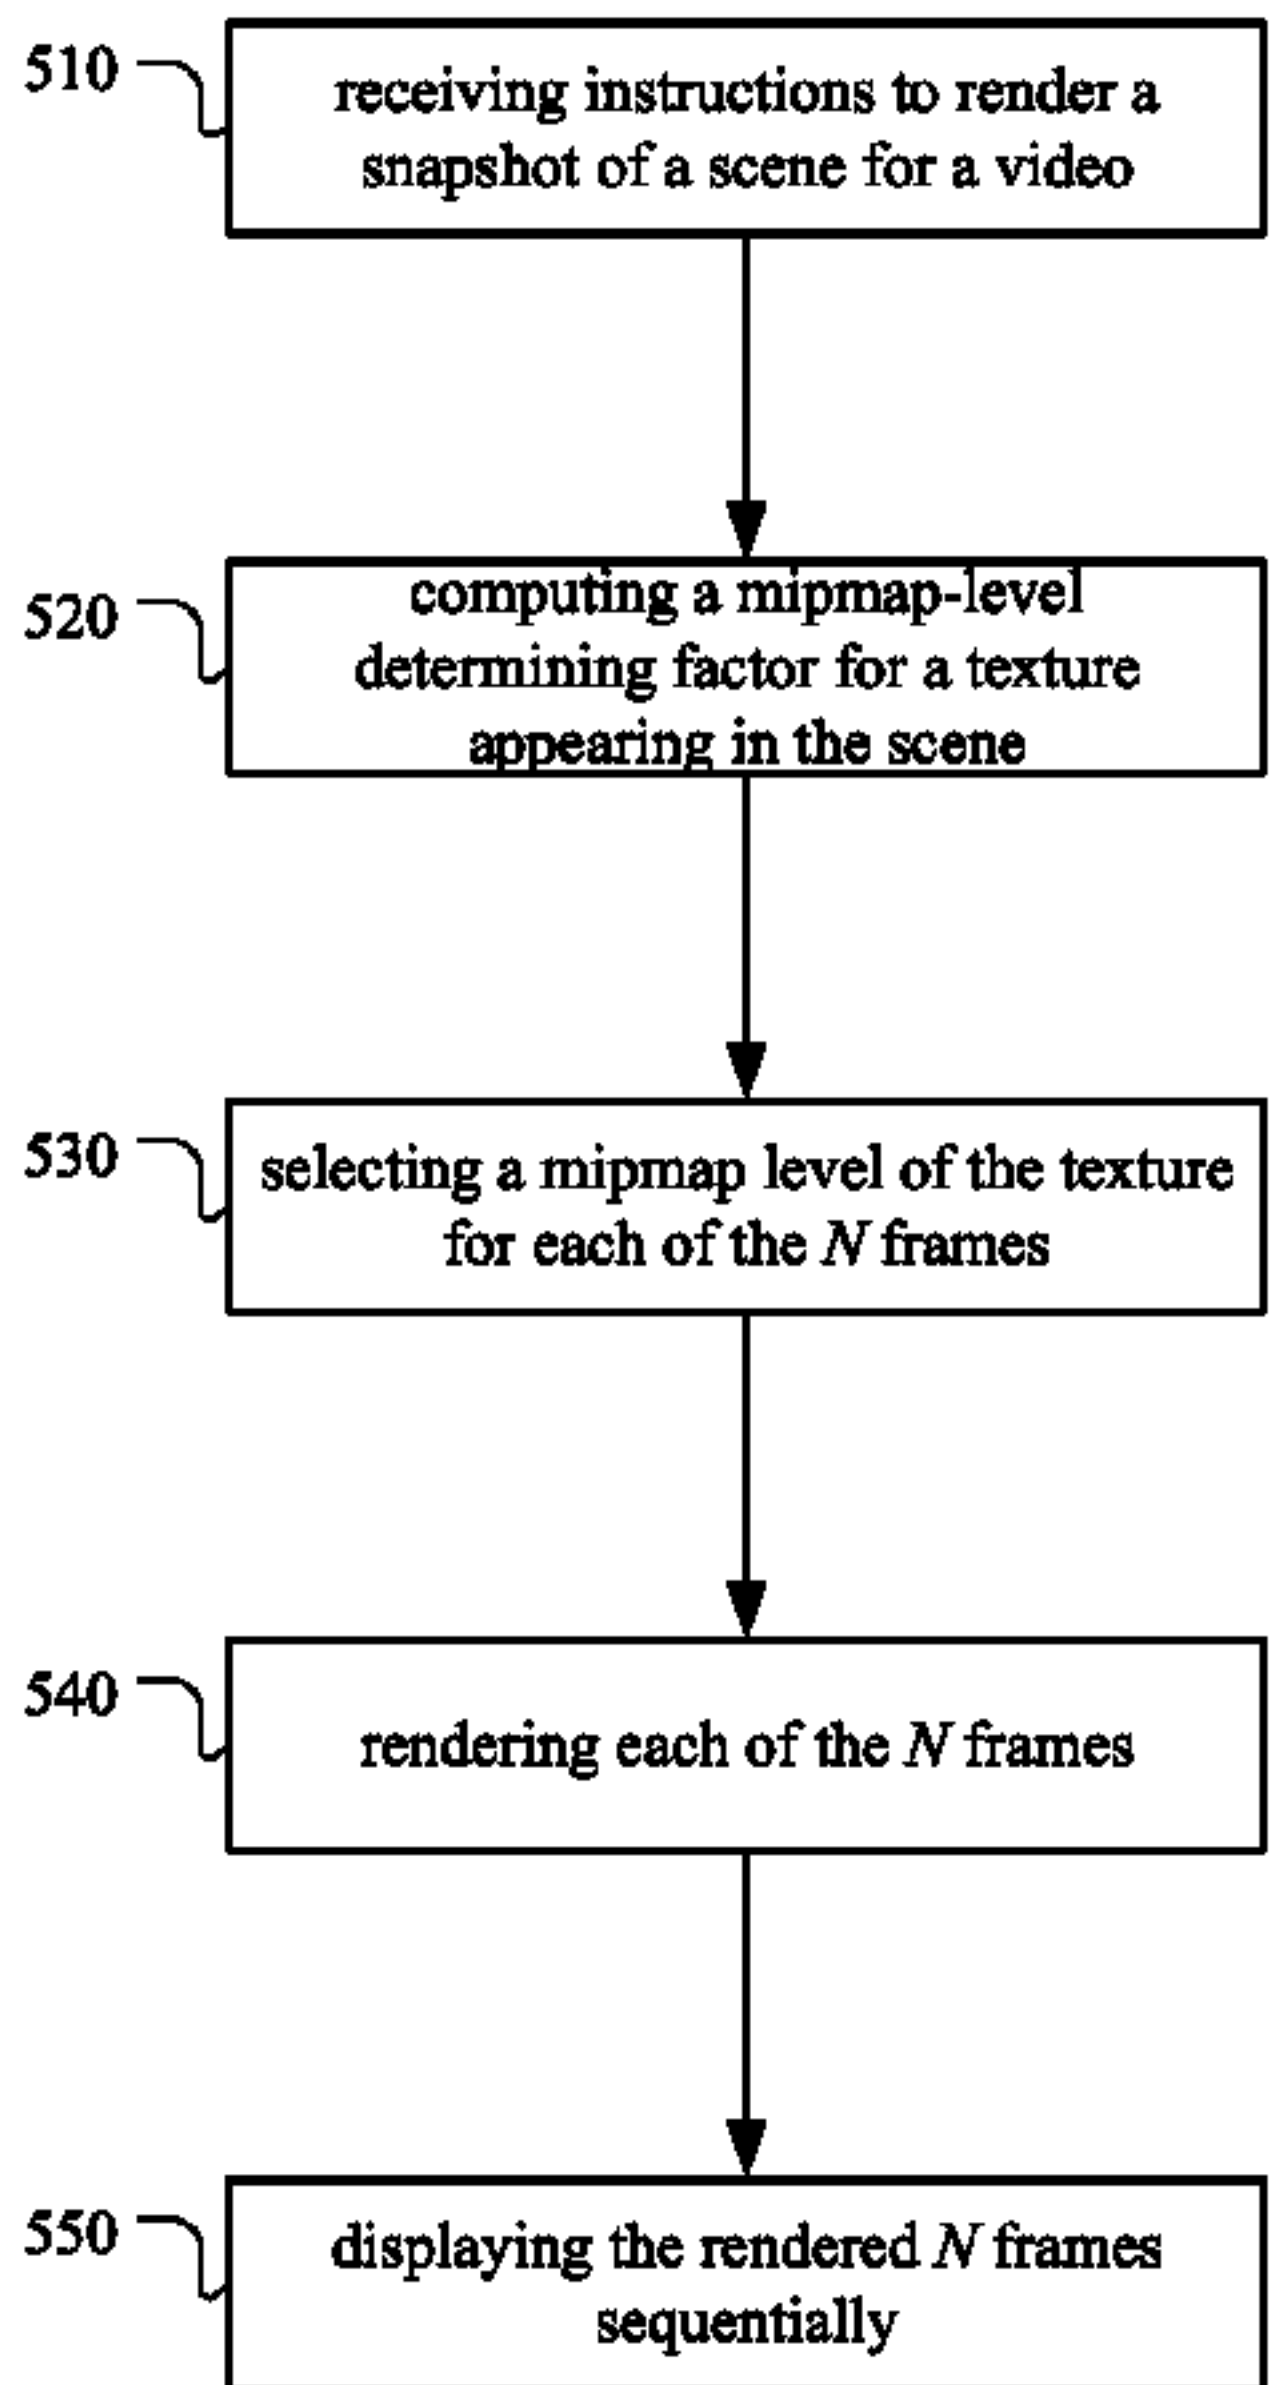 510
receiving instructions to render a
snapshot of a scene for a video
520
computing a mipmap-level
determining factor for a texture
appearing in the scene
530
selecting a mipmap level of the texture
for each of the N frames
540
rendering each of the N frames
550
displaying the rendered N frames
sequentially